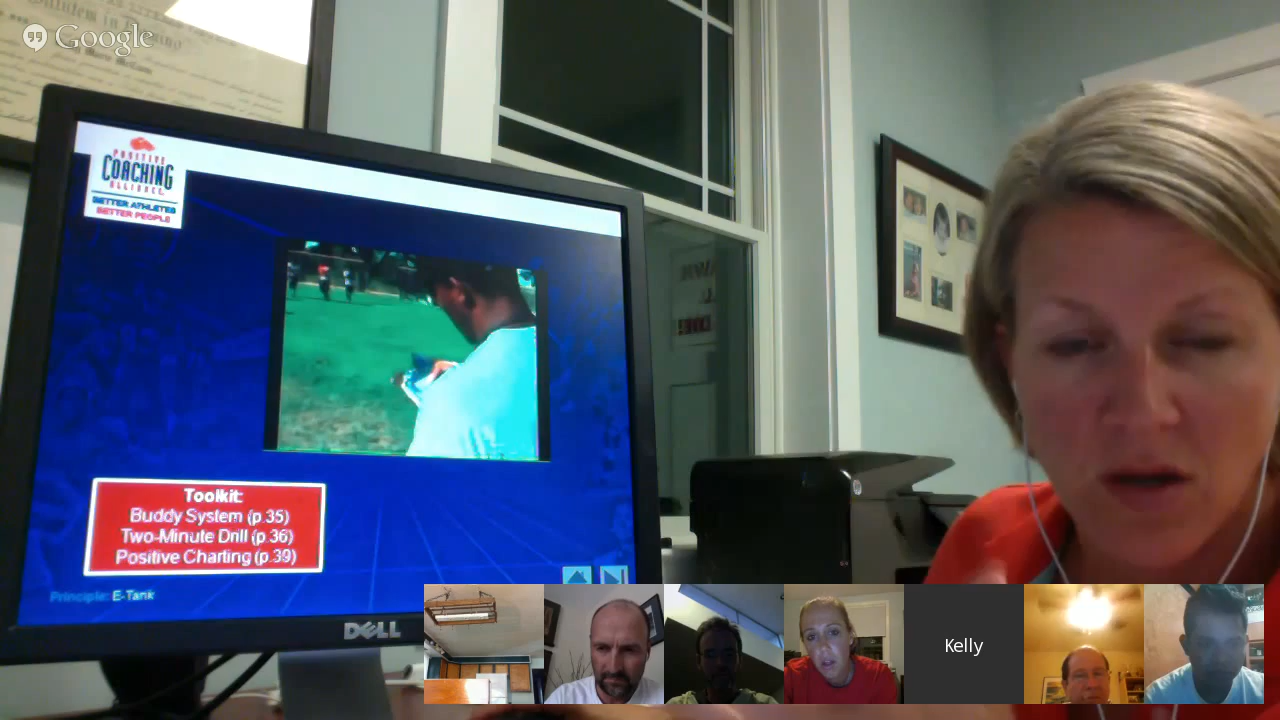 Google
POSITIVE
COACHING
ALLIANCE
BETTER ATHLETES
BETTER PEOPLE
Toolkit:
Buddy System (p.35)
Two-Minute Drill (p.36)
Positive Charting (p.39)
Principle: E-Tank
DELL
Kelly